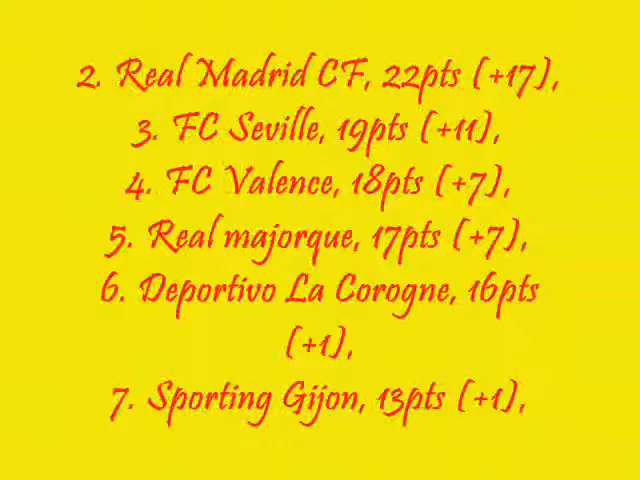 2. Real Madrid CF, 22pts (+17),
3. FC Seville, 19pts (+11),
4. FC Valence, 18pts (+7),
5. Real majorque, 17pts (+7),
6. Deportivo La Corogne, 16pts
(+1),
7. Sporting Gijon, 13pts (+1),